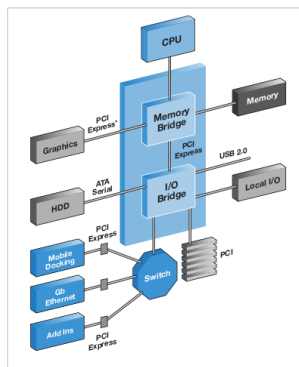 CPU
PCI
Express*
Memory
Bridge
Memory
Graphics
PCI
Express
USB 2.0
ATA
Serial
I/O
Bridge
HDD
Local I/O
PCI
Express
Mobile
Docking
PCI
Gb
Ethernet
Switch
Add Ins
PCI
Express